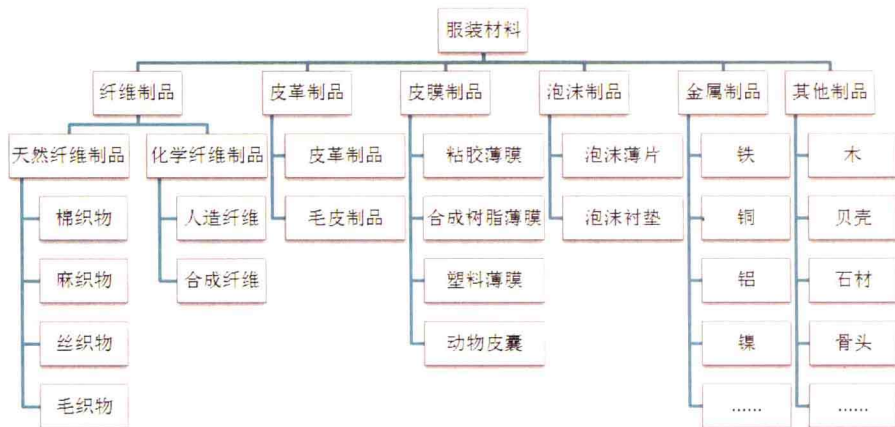 服装材料
纤维制品
皮革制品
皮膜制品
泡沫制品
金属制品
其他制品
天然纤维制品
化学纤维制品
皮革制品
粘胶薄膜
泡沫薄片
铁
木
棉织物
人造纤维
毛皮制品
合成树脂薄膜
泡沫衬垫
铜
贝壳
麻织物
合成纤维
塑料薄膜
铝
石材
丝织物
动物皮囊
镍
骨头
毛织物
......
......